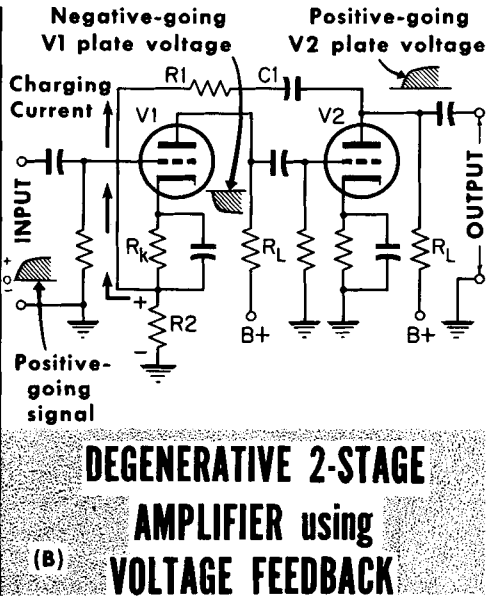 Negative-going
V1 plate voltage
Positive-going
V2 plate voltage
Charging
Current
R1
C1
V1
V2
INPUT
+
o
-
Rk
RL
RL
OUTPUT
+
R2
-
B+
B+
Positive-
going
signal
DEGENERATIVE 2-STAGE
AMPLIFIER using
(B)
VOLTAGE FEEDBACK